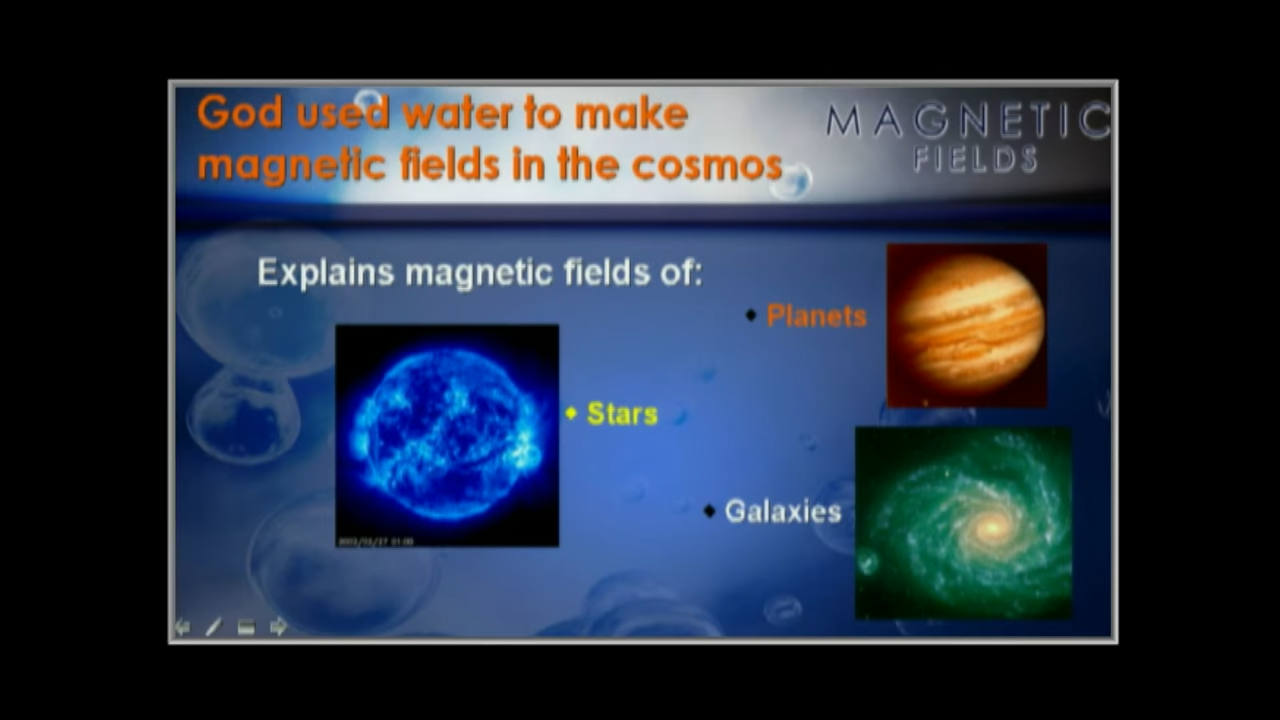 God used water to make
magnetic fields in the cosmos
MAGNETIC
FIELDS
Explains magnetic fields of:
Planets
Stars
Galaxies